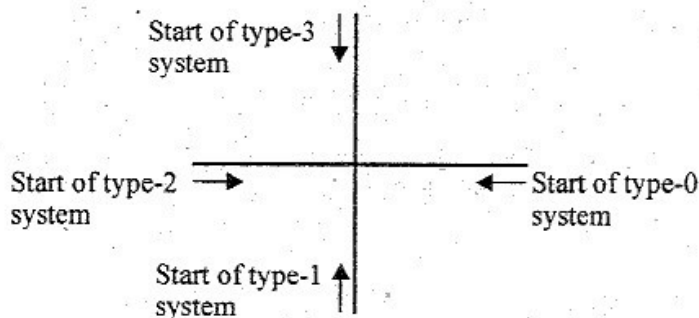 Start of type-3
system
Start of type-2
system
Start of type-0
system
Start of type-1
system